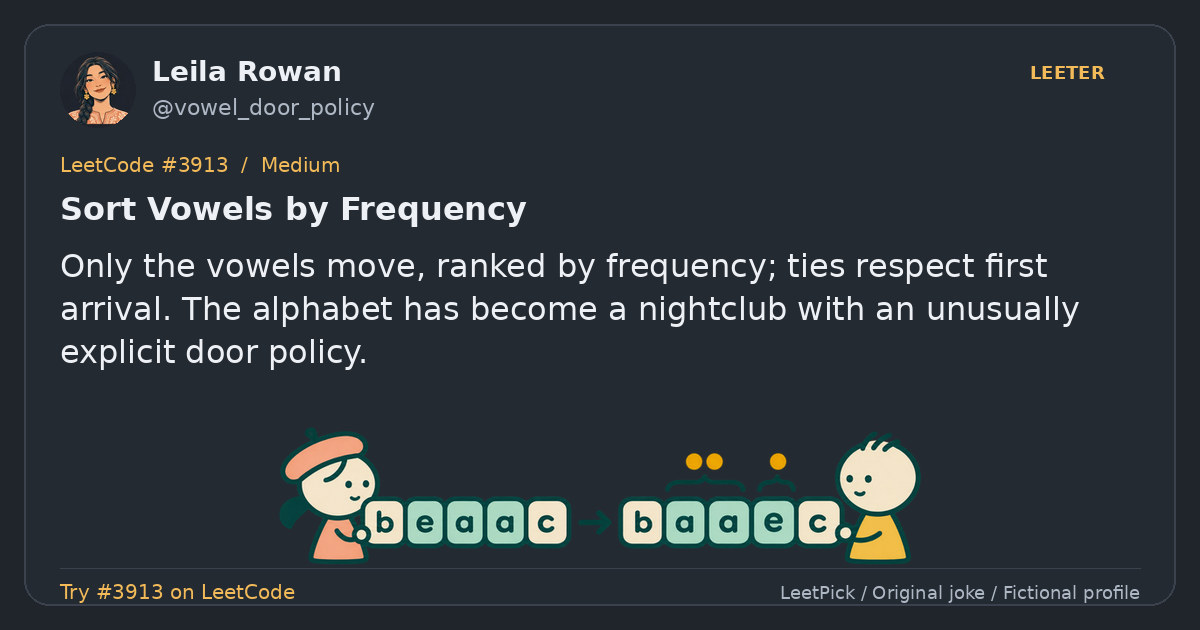 Leila Rowan
LEETER
@vowel_door_policy
LeetCode #3913 / Medium
Sort Vowels by Frequency
Only the vowels move, ranked by frequency; ties respect first
arrival. The alphabet has become a nightclub with an unusually
explicit door policy.
b e a a c → b a a e c
Try #3913 on LeetCode
LeetPick / Original joke / Fictional profile